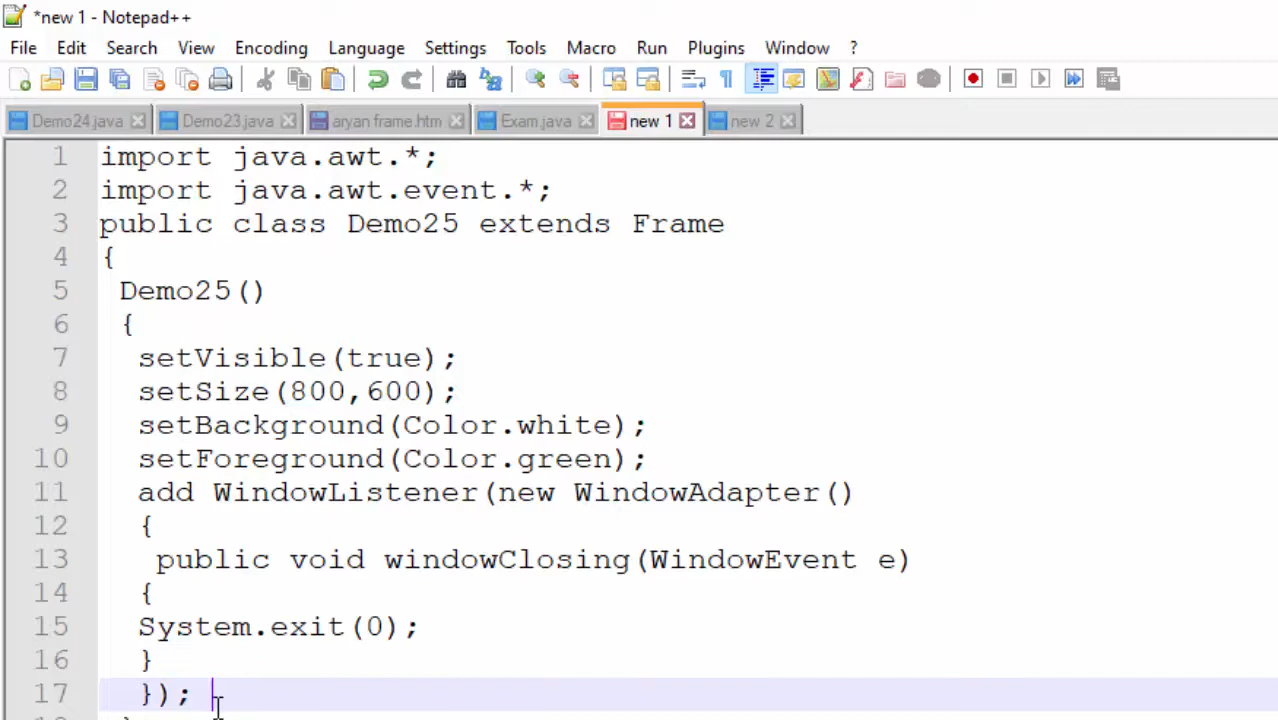 *new 1 - Notepad++
File Edit Search View Encoding Language Settings Tools Macro Run Plugins Window ?
Demo24.java Demo23.java aryan frame.htm Exam.java new 1 new 2
1 import java.awt.*;
2 import java.awt.event.*;
3 public class Demo25 extends Frame
4 {
5 Demo25()
6 {
7 setVisible(true);
8 setSize(800,600);
9 setBackground(Color.white);
10 setForeground(Color.green);
11 add WindowListener(new WindowAdapter()
12 {
13 public void windowClosing(WindowEvent e)
14 {
15 System.exit(0);
16 }
17 });